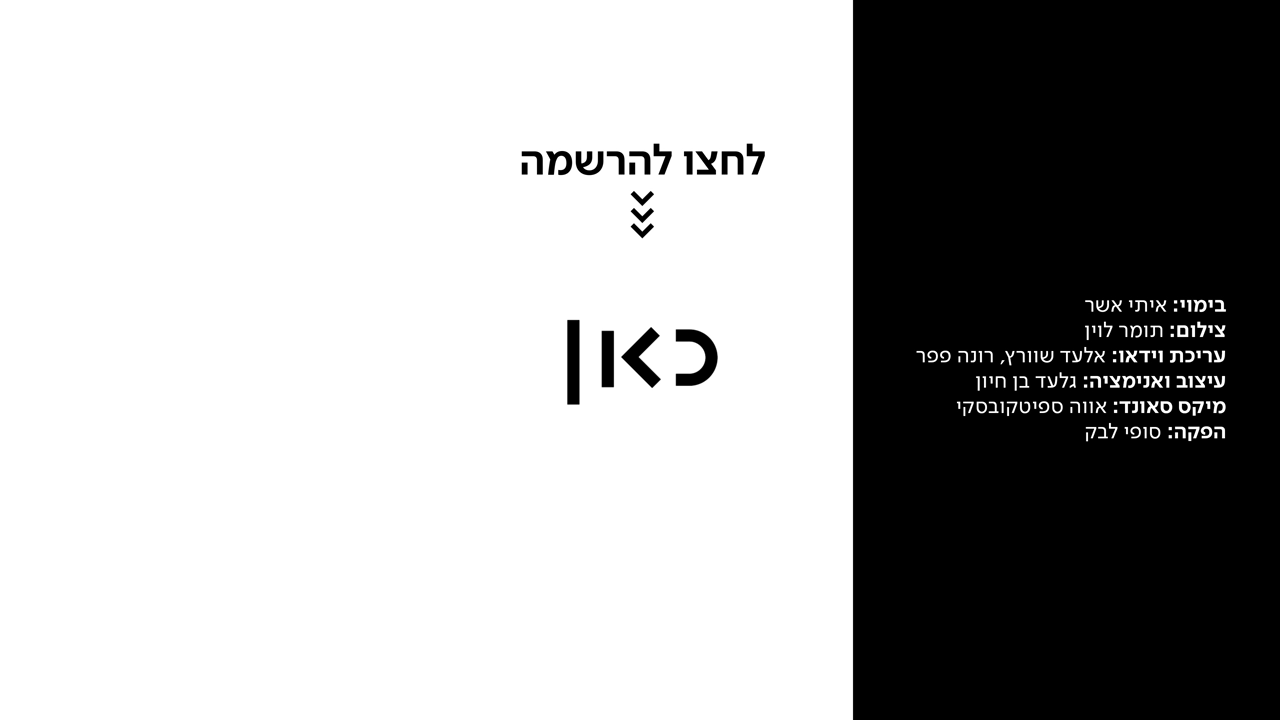 לחצו להרשמה
כאן
בימוי: איתי אשר
צילום: תומר לוין
עריכת וידאו: אלעד שוורץ, רונה פפר
עיצוב ואנימציה: גלעד בן חיון
מיקס סאונד: אווה ספיטקובסקי
הפקה: סופי לבק